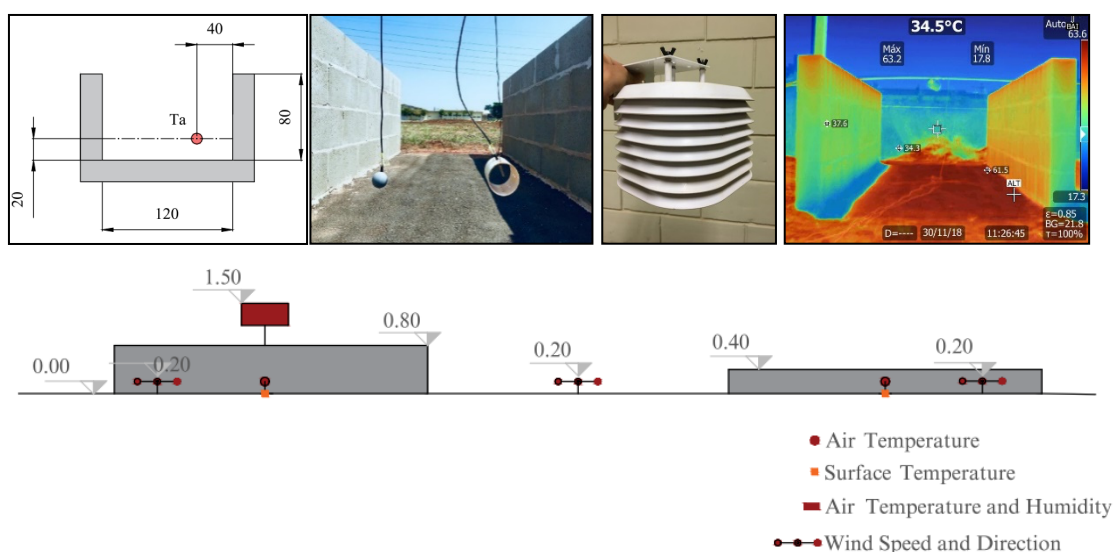 40
Ta
80
20
120
34.5°C
Auto
BAI
63.6
Máx
63.2
Mín
17.8
37.6
34.3
61.5
ALT
17.3
ε=0.85
BG=21.8
τ=100%
D=----
30/11/18
11:26:45
1.50
0.80
0.00
0.20
0.20
0.40
0.20
Air Temperature
Surface Temperature
Air Temperature and Humidity
Wind Speed and Direction